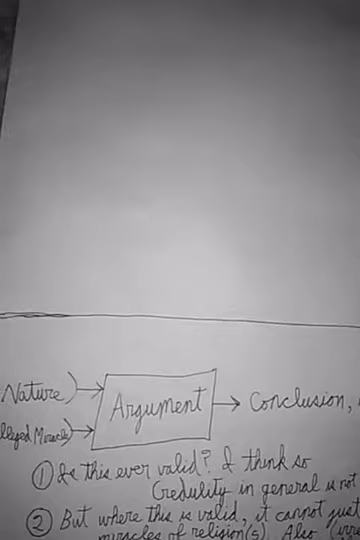 Nature)
Argument
Conclusion,
lleged Miracle)
① Is this ever valid? I think so
Credulity in general is not
② But where this is valid, it cannot just
miracles of religion(s). Also